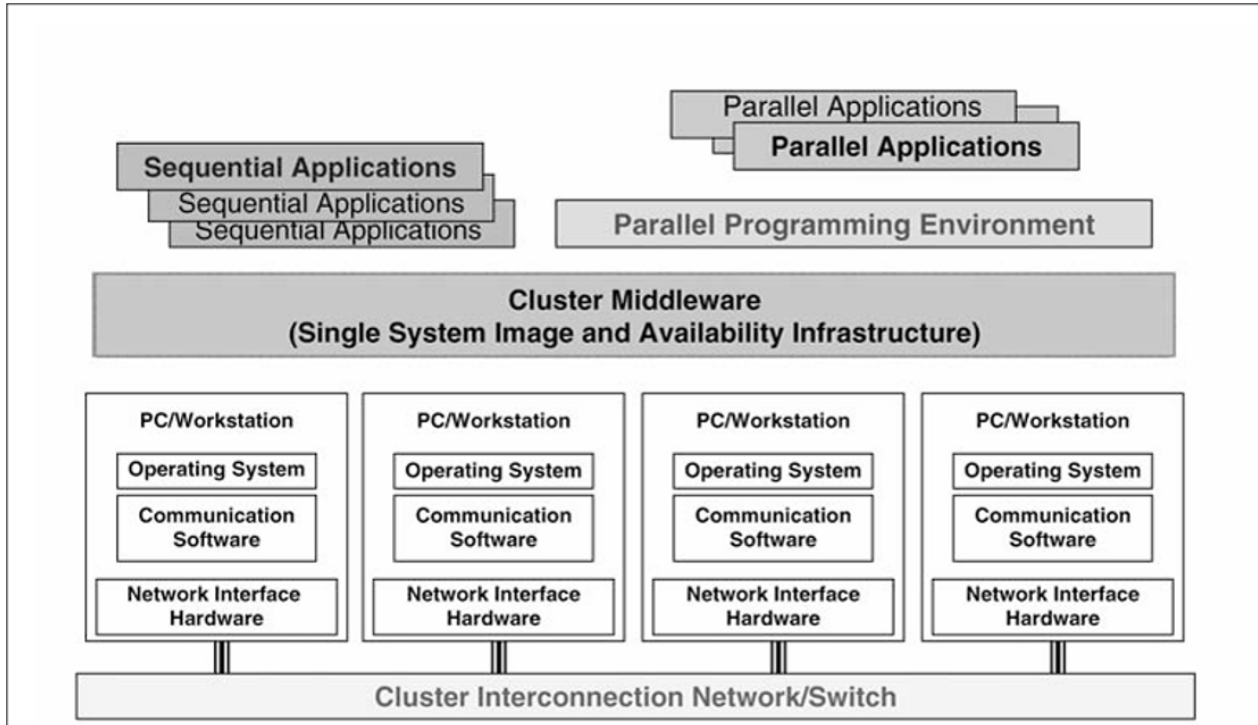 Parallel Applications
Parallel Applications
Sequential Applications
Sequential Applications
Sequential Applications
Parallel Programming Environment
Cluster Middleware
(Single System Image and Availability Infrastructure)
PC/Workstation
Operating System
Communication
Software
Network Interface
Hardware
PC/Workstation
Operating System
Communication
Software
Network Interface
Hardware
PC/Workstation
Operating System
Communication
Software
Network Interface
Hardware
PC/Workstation
Operating System
Communication
Software
Network Interface
Hardware
Cluster Interconnection Network/Switch